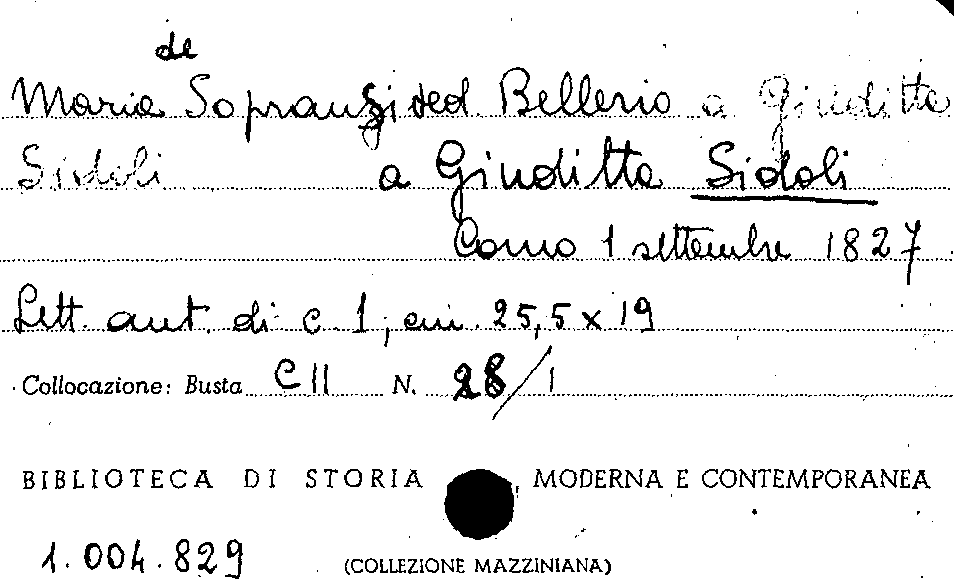 de
Maria Sopransi ved Bellerio a Giuditta
Sidoli a Giuditta Sidoli
Como 1 settembre 1827
Lett. aut. di c. 1, cm. 25,5 x 19
Collocazione: Busta C II N. 28/1
BIBLIOTECA DI STORIA MODERNA E CONTEMPORANEA
1.004.829 (COLLEZIONE MAZZINIANA)